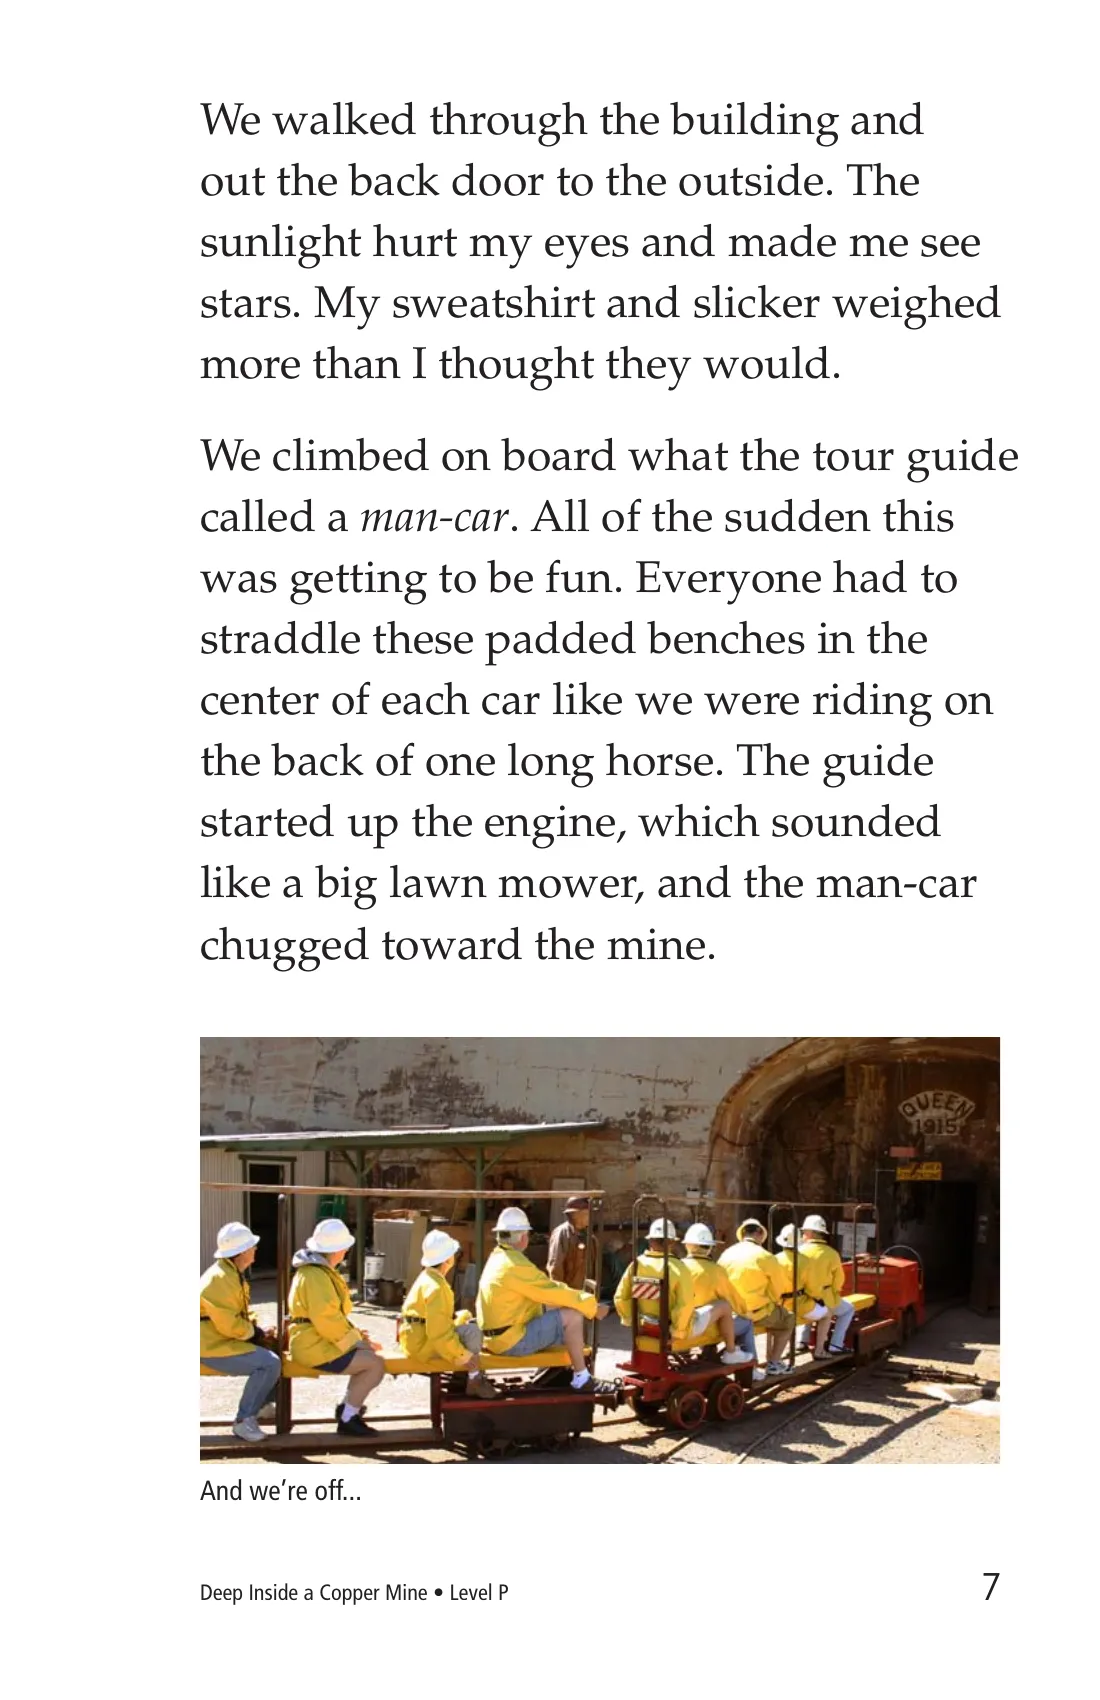 We walked through the building and
out the back door to the outside. The
sunlight hurt my eyes and made me see
stars. My sweatshirt and slicker weighed
more than I thought they would.
We climbed on board what the tour guide
called a man-car. All of the sudden this
was getting to be fun. Everyone had to
straddle these padded benches in the
center of each car like we were riding on
the back of one long horse. The guide
started up the engine, which sounded
like a big lawn mower, and the man-car
chugged toward the mine.
QUEEN
1915
And we’re off...
Deep Inside a Copper Mine • Level P
7